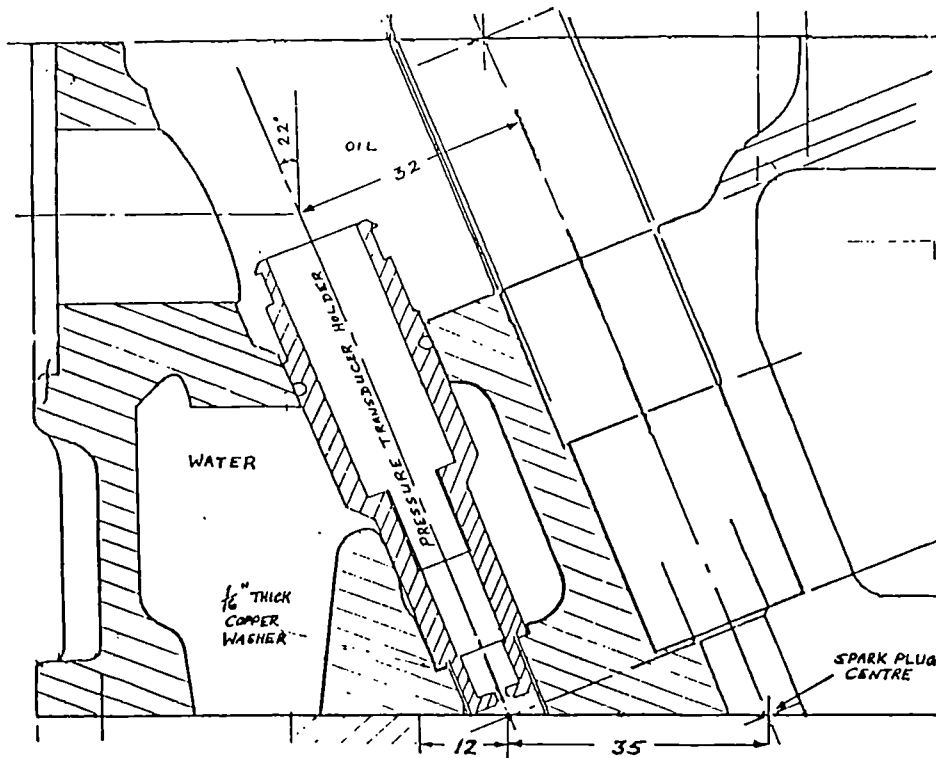 22°
OIL
32
PRESSURE TRANSDUCER HOLDER
WATER
1/16" THICK
COPPER
WASHER
SPARK PLUG
CENTRE
12
35